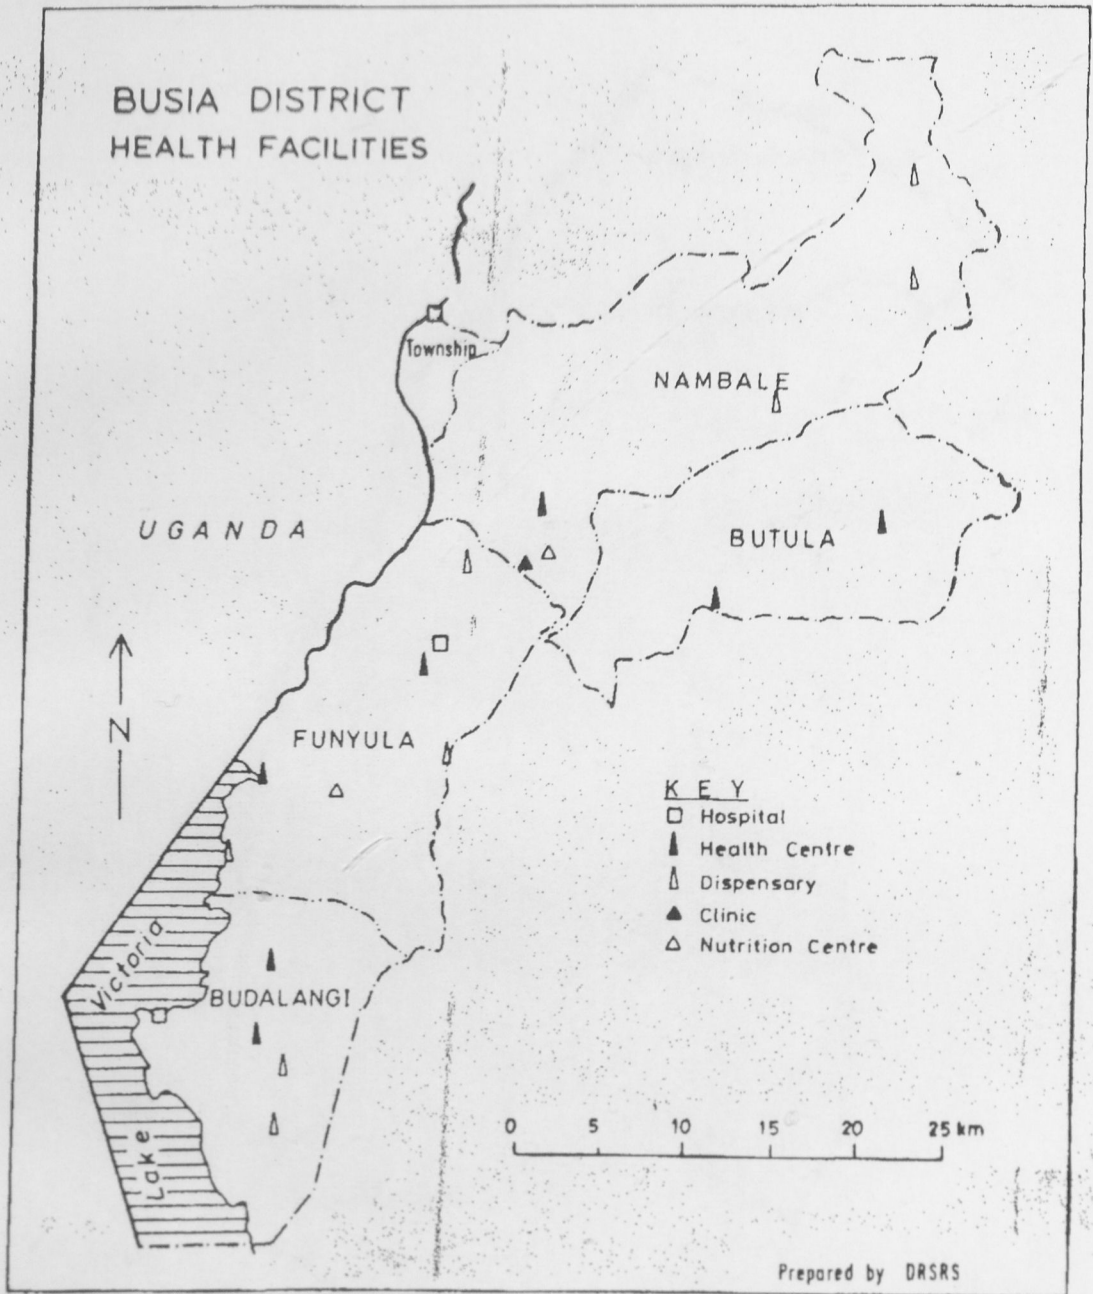 BUSIA DISTRICT
HEALTH FACILITIES
Township
NAMBALE
UGANDA
BUTULA
N
FUNYULA
KEY
Hospital
Health Centre
Dispensary
Clinic
Nutrition Centre
Victoria
BUDALANGI
Lake
0 5 10 15 20 25 km
Prepared by DRSRS